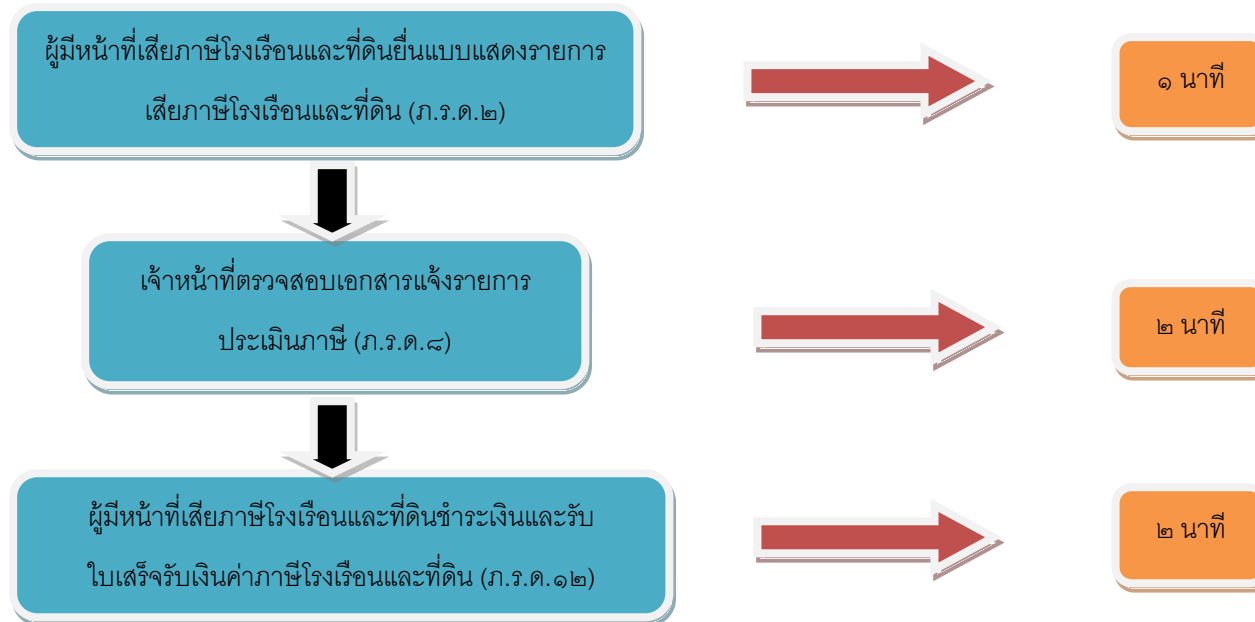 ผู้มีหน้าที่เสียภาษีโรงเรือนและที่ดินยื่นแบบแสดงรายการ
เสียภาษีโรงเรือนและที่ดิน (ภ.ร.ด.๒)
๑ นาที
เจ้าหน้าที่ตรวจสอบเอกสารแจ้งรายการ
ประเมินภาษี (ภ.ร.ด.๘)
๒ นาที
ผู้มีหน้าที่เสียภาษีโรงเรือนและที่ดินชำระเงินและรับ
ใบเสร็จรับเงินค่าภาษีโรงเรือนและที่ดิน (ภ.ร.ด.๑๒)
๒ นาที